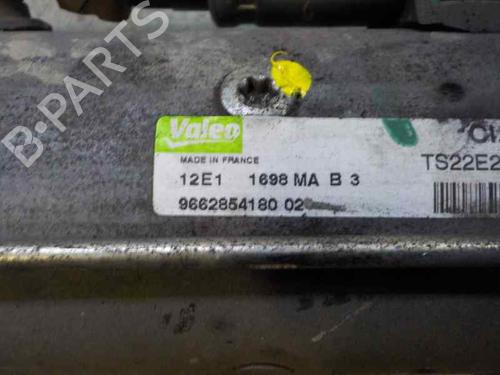 B-PARTS
Valeo
MADE IN FRANCE
12E1 1698 MA B 3
9662854180 02
TS22E2